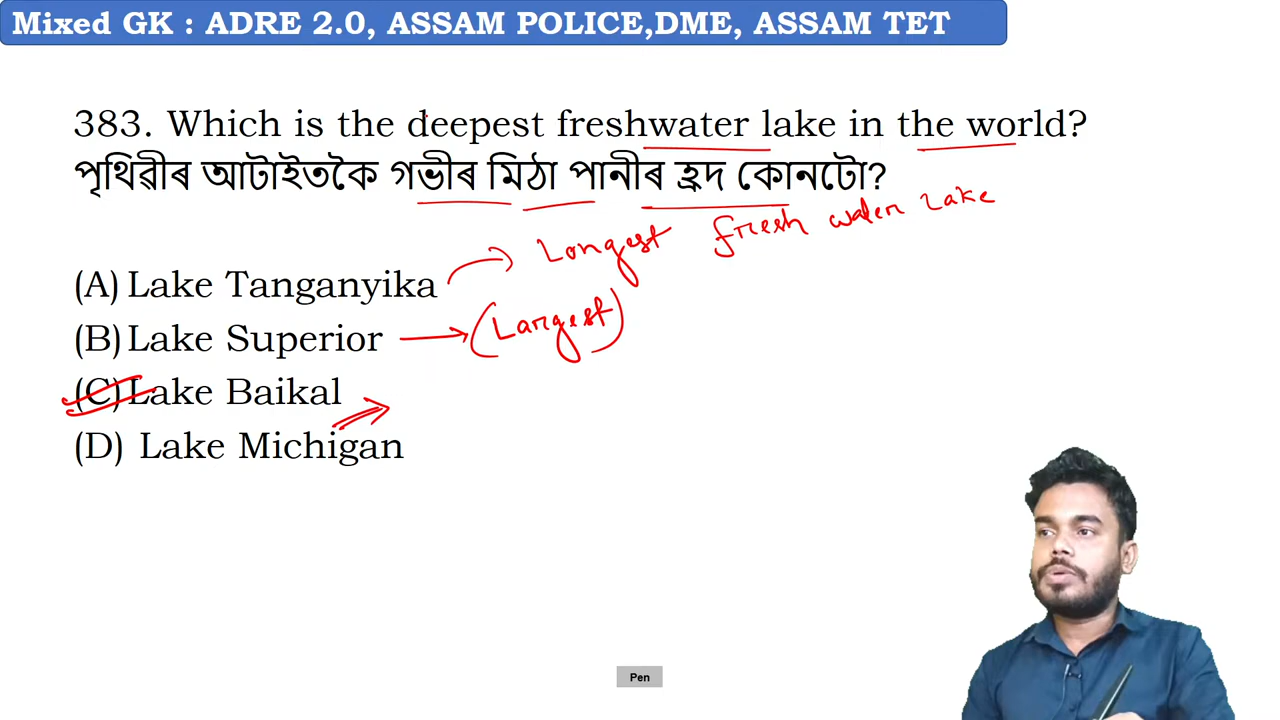 Mixed GK : ADRE 2.0, ASSAM POLICE,DME, ASSAM TET
383. Which is the deepest freshwater lake in the world?
পৃথিৱীৰ আটাইতকৈ গভীৰ মিঠা পানীৰ হ্ৰদ কোনটো?
Longest fresh water Lake
(A) Lake Tanganyika
(B) Lake Superior (Largest)
(C) Lake Baikal
(D) Lake Michigan
Pen